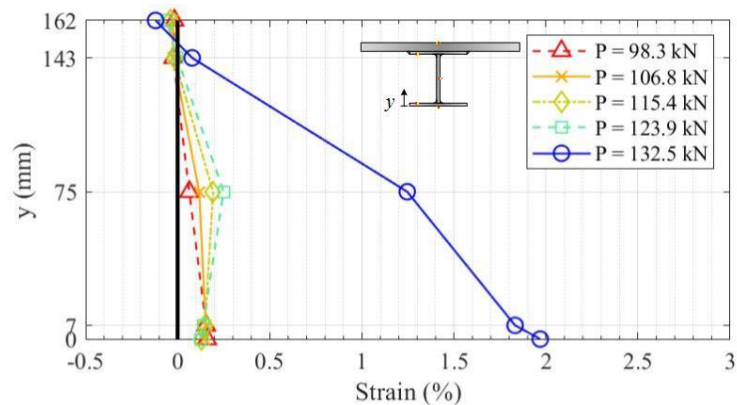 162
143
75
7
0
y (mm)
-0.5 0 0.5 1 1.5 2 2.5 3
Strain (%)
y
P = 98.3 kN
P = 106.8 kN
P = 115.4 kN
P = 123.9 kN
P = 132.5 kN